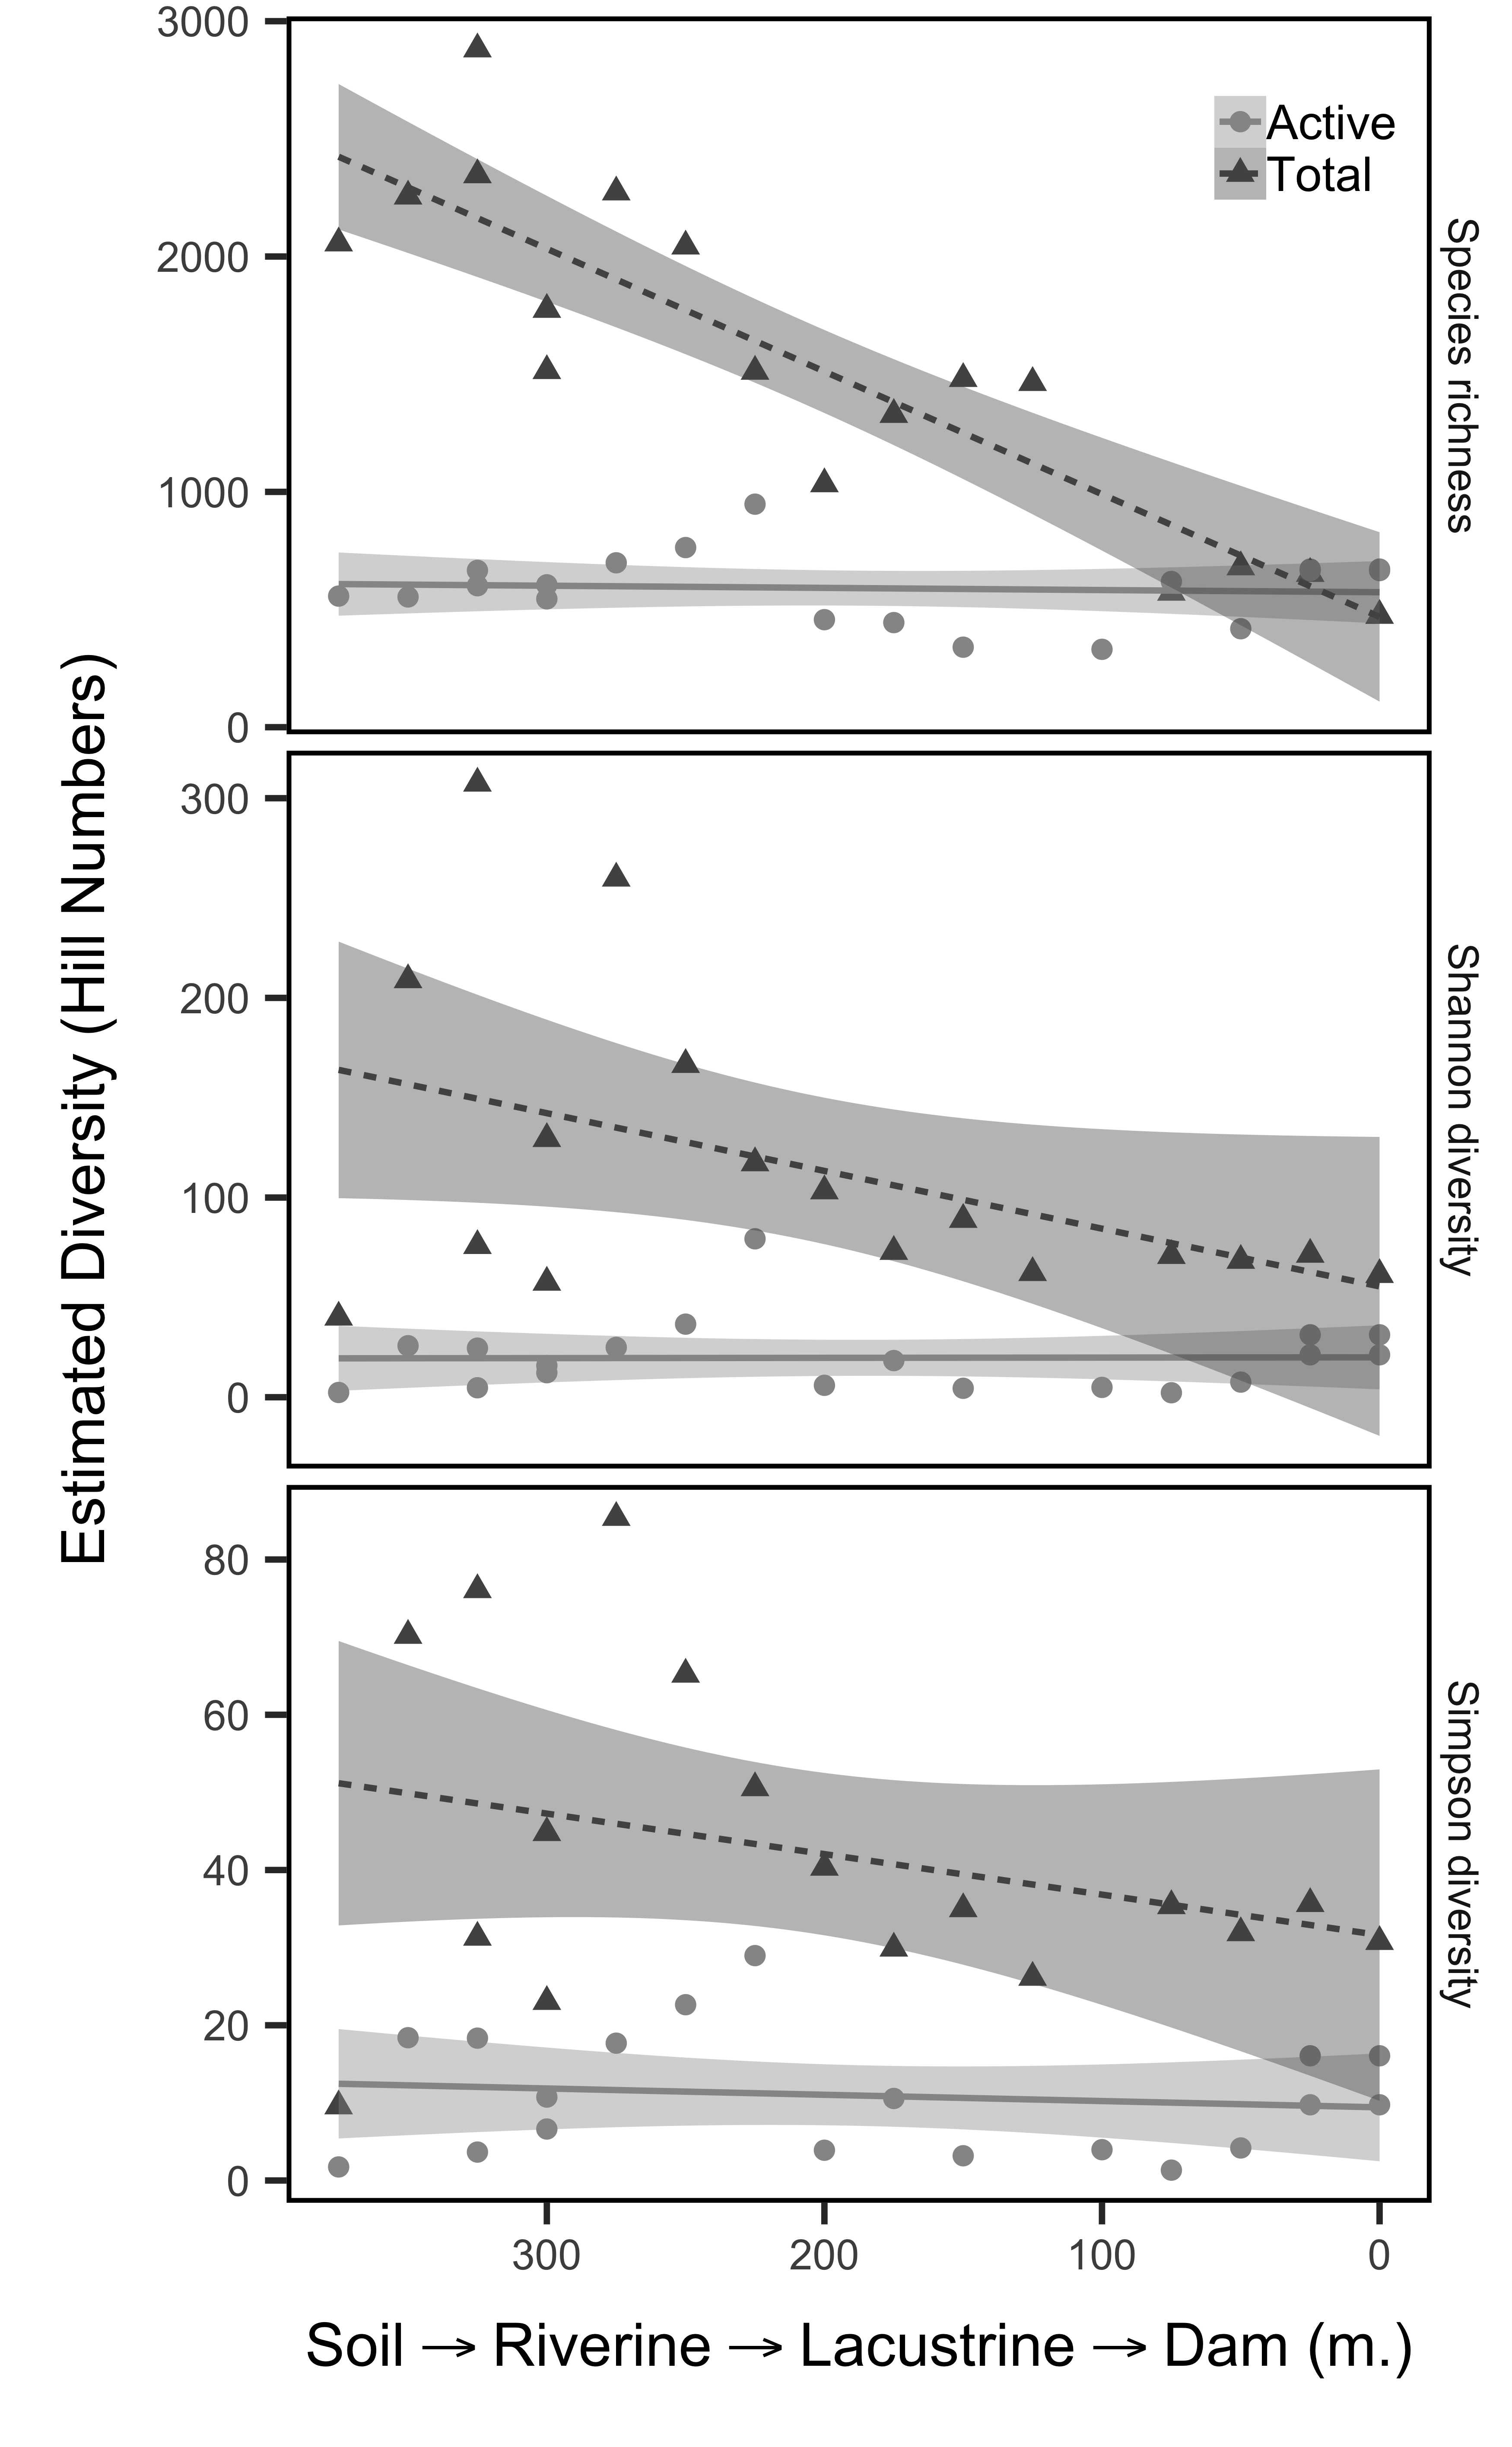 Estimated Diversity (Hill Numbers)
3000
2000
1000
0
Active
Total
Species richness
300
200
100
0
Shannon diversity
80
60
40
20
0
Simpson diversity
300 200 100 0
Soil → Riverine → Lacustrine → Dam (m.)